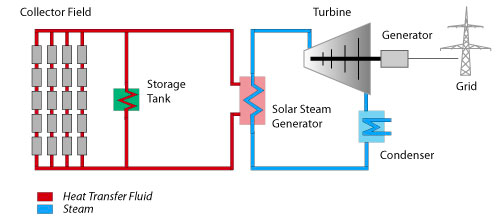 Collector Field
Turbine
Generator
Storage
Tank
Solar Steam
Generator
Grid
Condenser
Heat Transfer Fluid
Steam